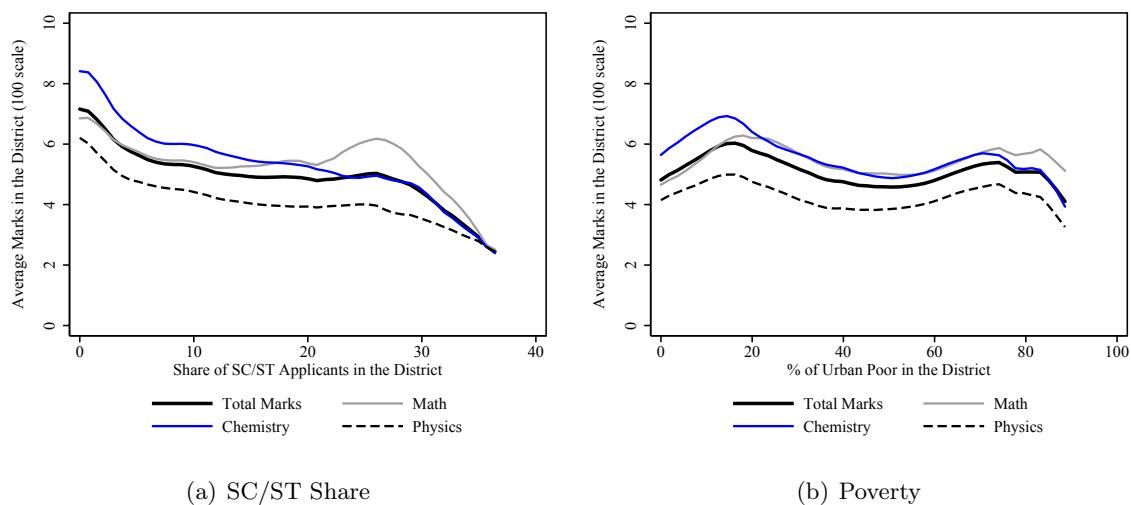 Average Marks in the District (100 scale)
10
8
6
4
2
0
0 10 20 30 40
Share of SC/ST Applicants in the District
Total Marks Math
Chemistry Physics
(a) SC/ST Share
Average Marks in the District (100 scale)
10
8
6
4
2
0
0 20 40 60 80 100
% of Urban Poor in the District
Total Marks Math
Chemistry Physics
(b) Poverty